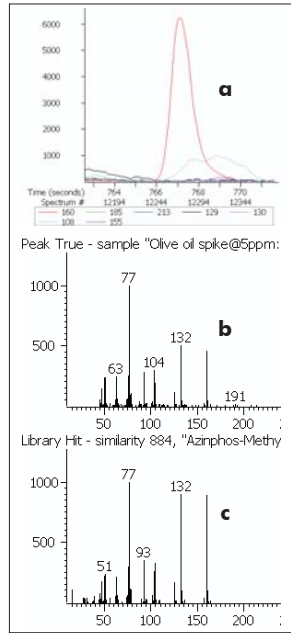 6000
5000
a
4000
3000
2000
1000
Time (seconds) 764 766 768 770
Spectrum # 12194 12244 12294 12344
160 185 213 129 130
108 155
Peak True - sample "Olive oil spike@5ppm:
77
1000
b
132
500
104
63
191
50 100 150 200
Library Hit - similarity 884, "Azinphos-Methy
77
1000
132
c
500
93
51
50 100 150 200